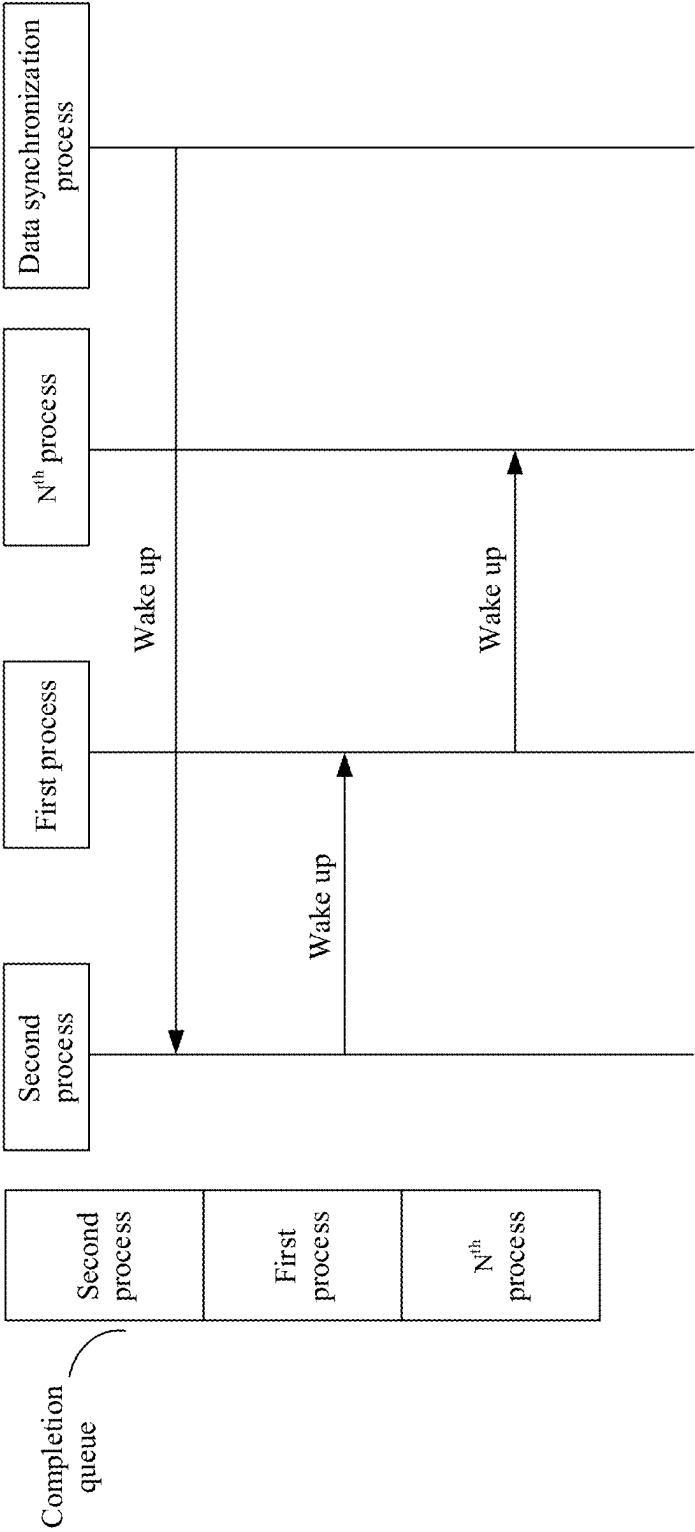 Completion
queue
Second
process
First
process
Nth
process
Second
process
First process
Nth process
Data synchronization
process
Wake up
Wake up
Wake up